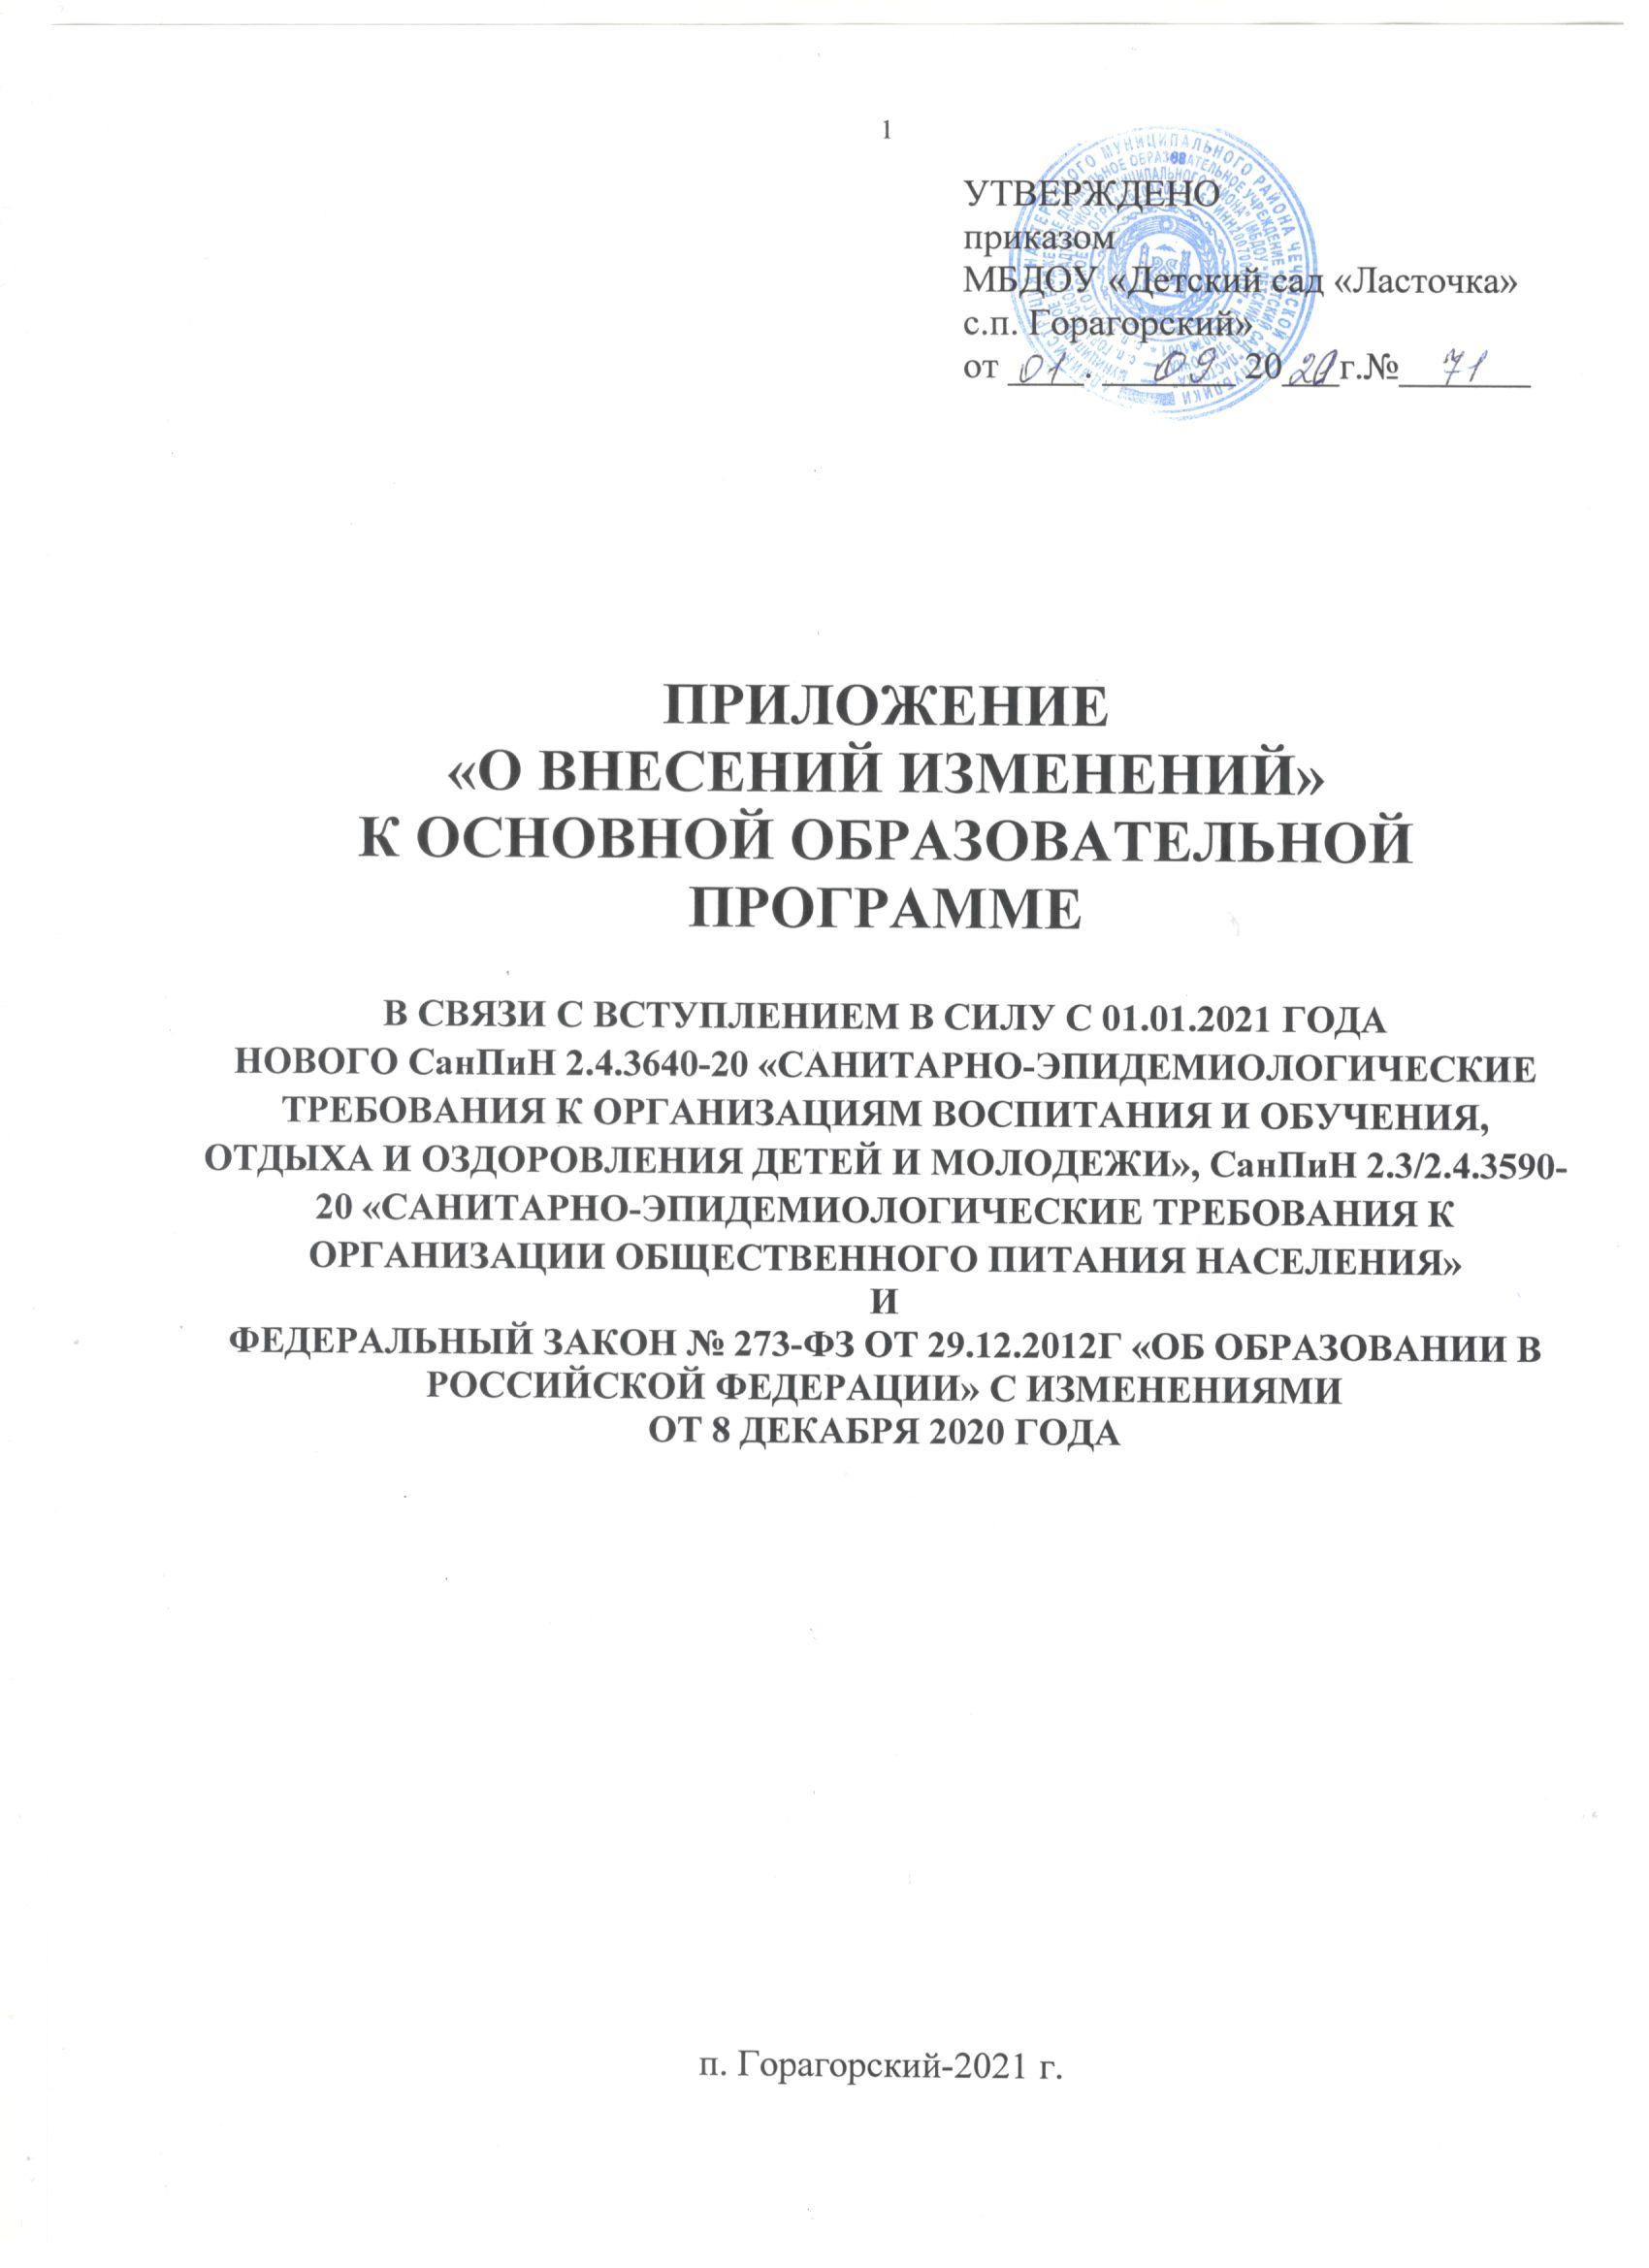 1
УТВЕРЖДЕНО
приказом
МБДОУ «Детский сад «Ласточка»
с.п. Горагорский»
от 01. 09 20 г.№ 71
ПРИЛОЖЕНИЕ
«О ВНЕСЕНИЙ ИЗМЕНЕНИЙ»
К ОСНОВНОЙ ОБРАЗОВАТЕЛЬНОЙ
ПРОГРАММЕ
В СВЯЗИ С ВСТУПЛЕНИЕМ В СИЛУ С 01.01.2021 ГОДА
НОВОГО СанПиН 2.4.3640-20 «САНИТАРНО-ЭПИДЕМИОЛОГИЧЕСКИЕ
ТРЕБОВАНИЯ К ОРГАНИЗАЦИЯМ ВОСПИТАНИЯ И ОБУЧЕНИЯ,
ОТДЫХА И ОЗДОРОВЛЕНИЯ ДЕТЕЙ И МОЛОДЕЖИ», СанПиН 2.3/2.4.3590-
20 «САНИТАРНО-ЭПИДЕМИОЛОГИЧЕСКИЕ ТРЕБОВАНИЯ К
ОРГАНИЗАЦИИ ОБЩЕСТВЕННОГО ПИТАНИЯ НАСЕЛЕНИЯ»
И
ФЕДЕРАЛЬНЫЙ ЗАКОН № 273-ФЗ ОТ 29.12.2012Г «ОБ ОБРАЗОВАНИИ В
РОССИЙСКОЙ ФЕДЕРАЦИИ» С ИЗМЕНЕНИЯМИ
ОТ 8 ДЕКАБРЯ 2020 ГОДА
п. Горагорский-2021 г.